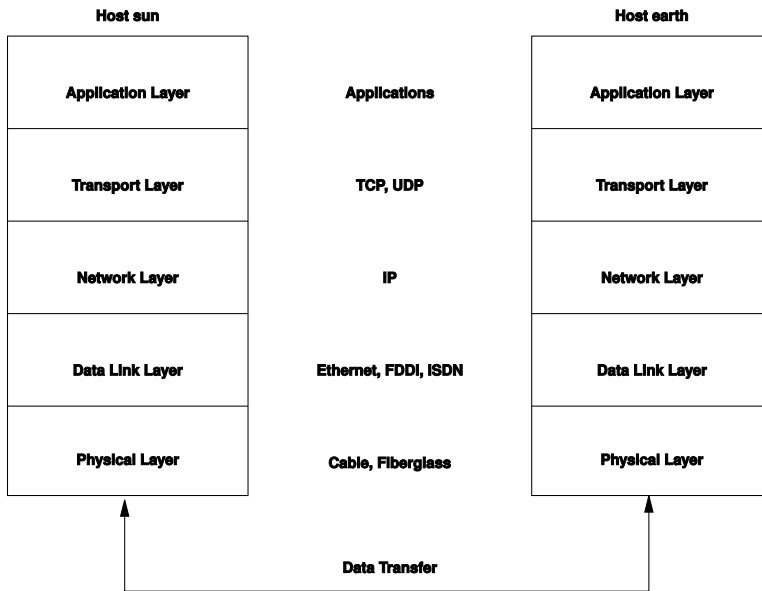 Host sun
Host earth
Application Layer
Applications
Application Layer
Transport Layer
TCP, UDP
Transport Layer
Network Layer
IP
Network Layer
Data Link Layer
Ethernet, FDDI, ISDN
Data Link Layer
Physical Layer
Cable, Fiberglass
Physical Layer
Data Transfer